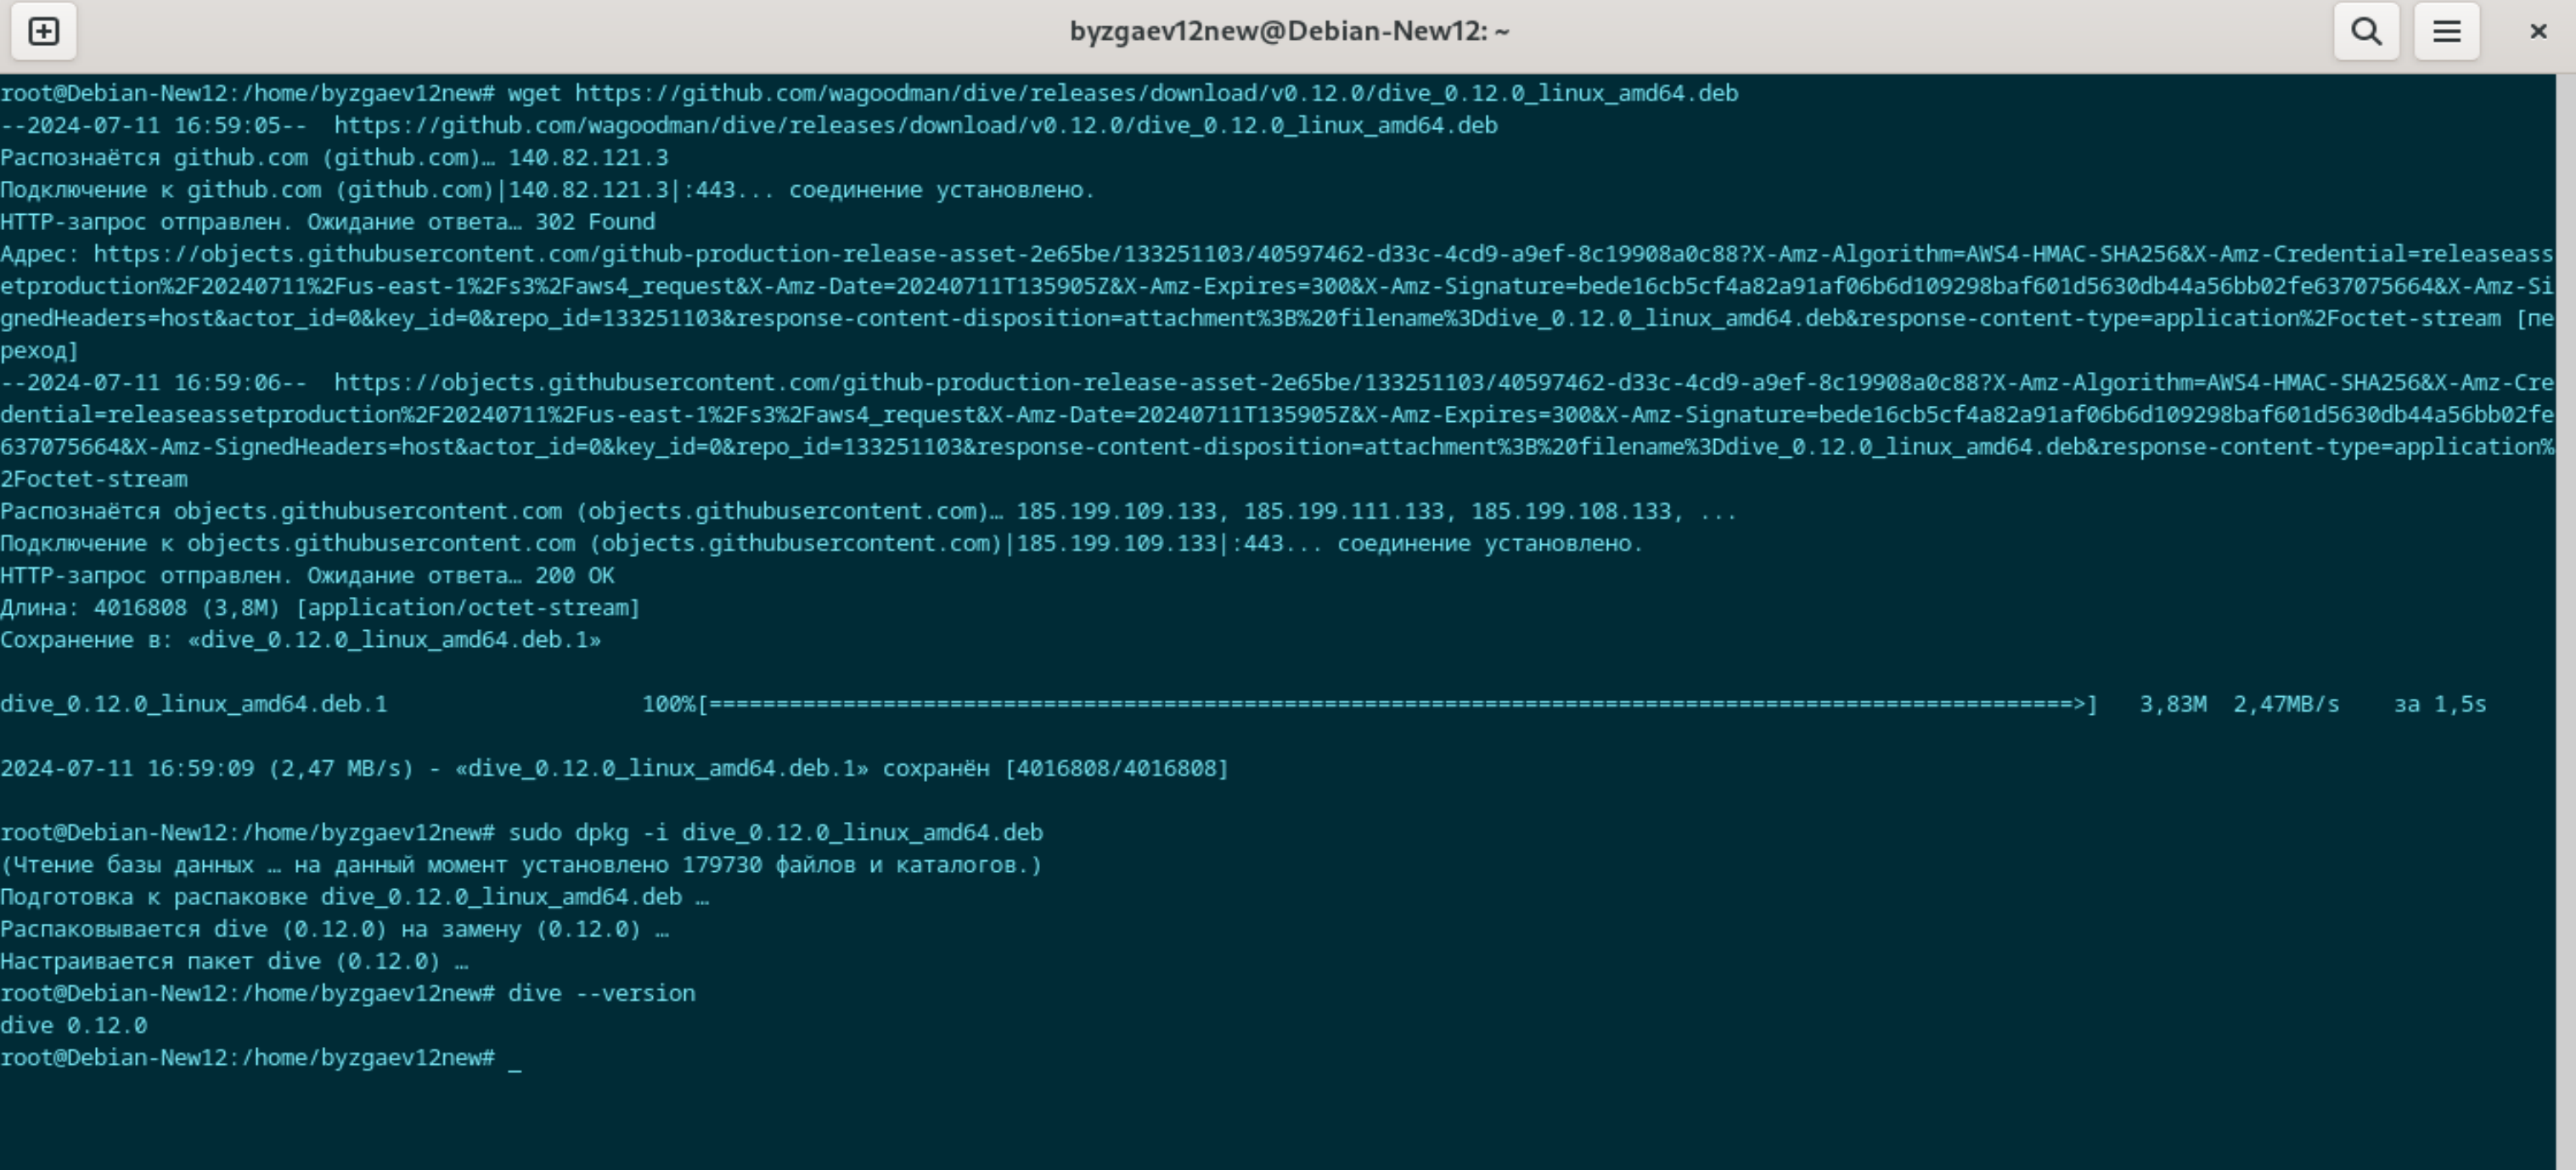 byzgaev12new@Debian-New12: ~
root@Debian-New12:/home/byzgaev12new# wget https://github.com/wagoodman/dive/releases/download/v0.12.0/dive_0.12.0_linux_amd64.deb
--2024-07-11 16:59:05--  https://github.com/wagoodman/dive/releases/download/v0.12.0/dive_0.12.0_linux_amd64.deb
Распознаётся github.com (github.com)… 140.82.121.3
Подключение к github.com (github.com)|140.82.121.3|:443... соединение установлено.
HTTP-запрос отправлен. Ожидание ответа… 302 Found
Адрес: https://objects.githubusercontent.com/github-production-release-asset-2e65be/133251103/40597462-d33c-4cd9-a9ef-8c19908a0c88?X-Amz-Algorithm=AWS4-HMAC-SHA256&X-Amz-Credential=releaseass
etproduction%2F20240711%2Fus-east-1%2Fs3%2Faws4_request&X-Amz-Date=20240711T135905Z&X-Amz-Expires=300&X-Amz-Signature=bede16cb5cf4a82a91af06b6d109298baf601d5630db44a56bb02fe637075664&X-Amz-Si
gnedHeaders=host&actor_id=0&key_id=0&repo_id=133251103&response-content-disposition=attachment%3B%20filename%3Ddive_0.12.0_linux_amd64.deb&response-content-type=application%2Foctet-stream [пе
реход]
--2024-07-11 16:59:06--  https://objects.githubusercontent.com/github-production-release-asset-2e65be/133251103/40597462-d33c-4cd9-a9ef-8c19908a0c88?X-Amz-Algorithm=AWS4-HMAC-SHA256&X-Amz-Cre
dential=releaseassetproduction%2F20240711%2Fus-east-1%2Fs3%2Faws4_request&X-Amz-Date=20240711T135905Z&X-Amz-Expires=300&X-Amz-Signature=bede16cb5cf4a82a91af06b6d109298baf601d5630db44a56bb02fe
637075664&X-Amz-SignedHeaders=host&actor_id=0&key_id=0&repo_id=133251103&response-content-disposition=attachment%3B%20filename%3Ddive_0.12.0_linux_amd64.deb&response-content-type=application%
2Foctet-stream
Распознаётся objects.githubusercontent.com (objects.githubusercontent.com)… 185.199.109.133, 185.199.111.133, 185.199.108.133, ...
Подключение к objects.githubusercontent.com (objects.githubusercontent.com)|185.199.109.133|:443... соединение установлено.
HTTP-запрос отправлен. Ожидание ответа… 200 OK
Длина: 4016808 (3,8M) [application/octet-stream]
Сохранение в: «dive_0.12.0_linux_amd64.deb.1»
dive_0.12.0_linux_amd64.deb.1 100%[======================================================================================================>] 3,83M 2,47MB/s за 1,5s
2024-07-11 16:59:09 (2,47 MB/s) - «dive_0.12.0_linux_amd64.deb.1» сохранён [4016808/4016808]
root@Debian-New12:/home/byzgaev12new# sudo dpkg -i dive_0.12.0_linux_amd64.deb
(Чтение базы данных … на данный момент установлено 179730 файлов и каталогов.)
Подготовка к распаковке dive_0.12.0_linux_amd64.deb …
Распаковывается dive (0.12.0) на замену (0.12.0) …
Настраивается пакет dive (0.12.0) …
root@Debian-New12:/home/byzgaev12new# dive --version
dive 0.12.0
root@Debian-New12:/home/byzgaev12new# _